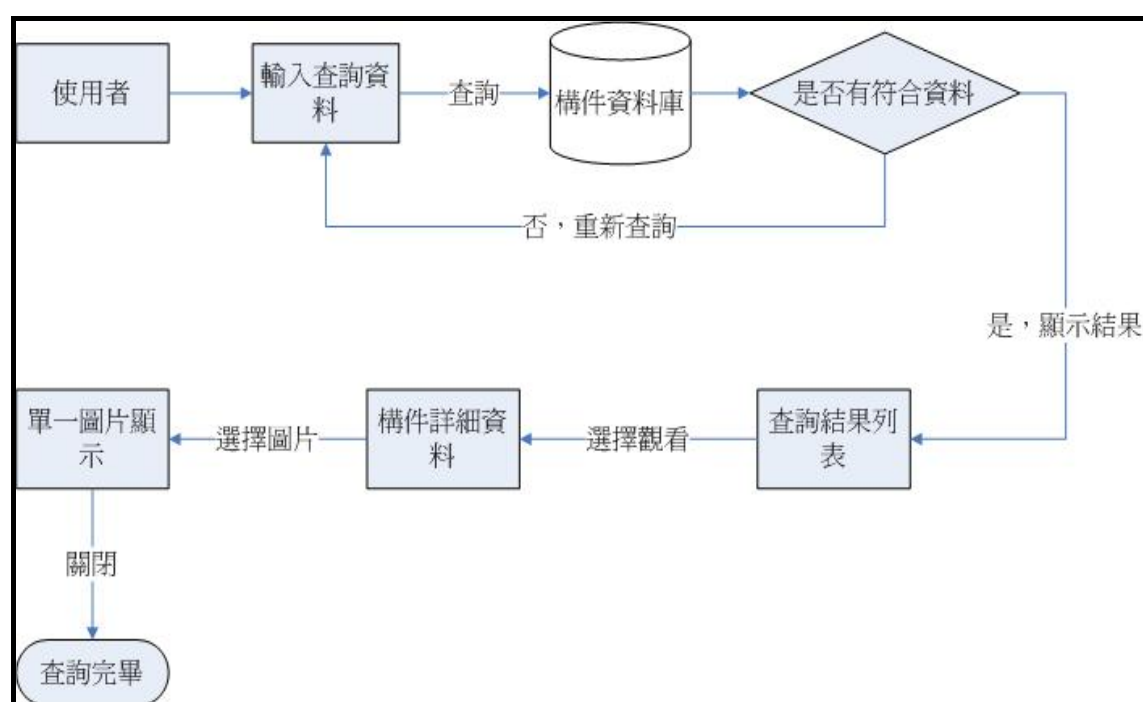 使用者
輸入查詢資
料
查詢
構件資料庫
是否有符合資料
否，重新查詢
是，顯示結果
查詢結果列
表
選擇觀看
構件詳細資
料
選擇圖片
單一圖片顯
示
關閉
查詢完畢